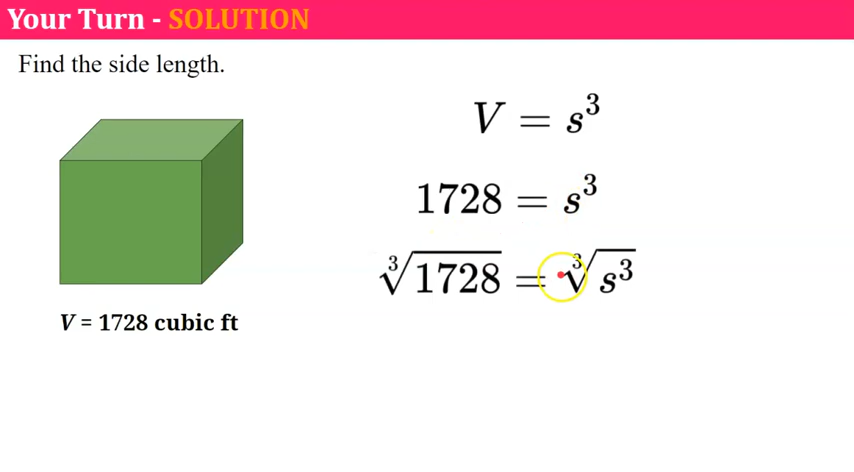 Your Turn - SOLUTION
Find the side length.
V = s³
1728 = s³
∛1728 = ∛s³
V = 1728 cubic ft